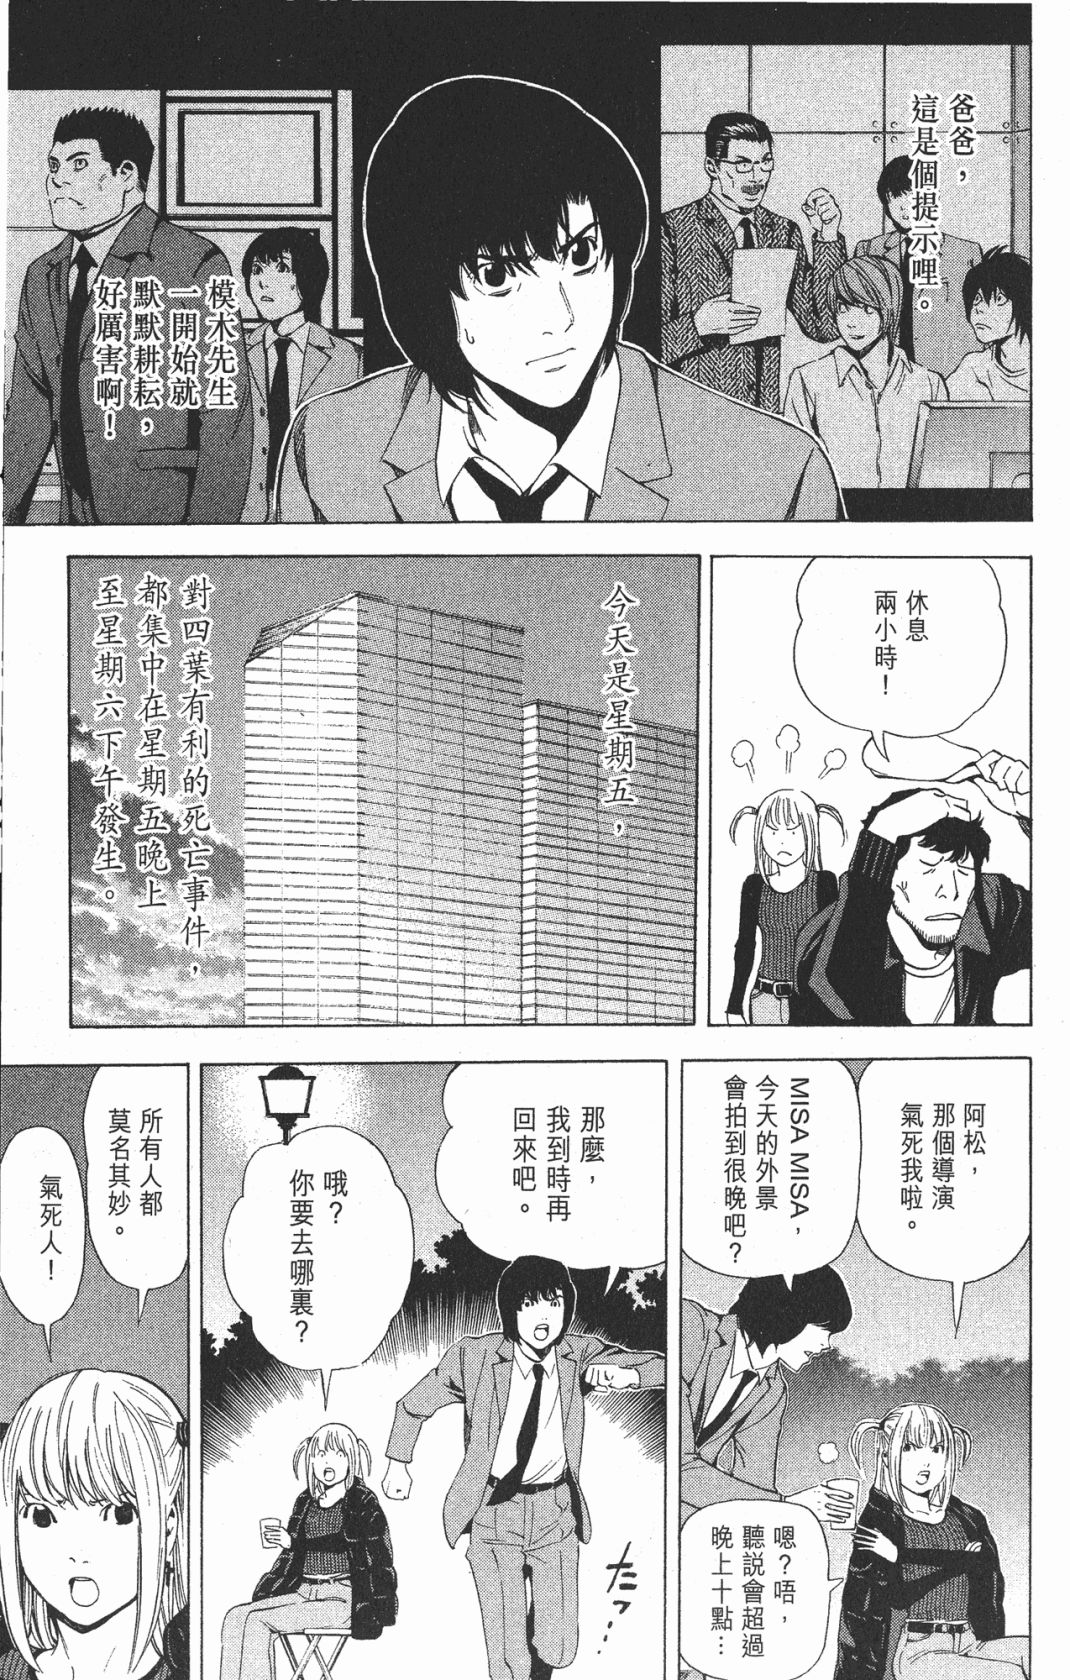 爸爸，
這是個提示哩。
模木先生
一開始就
默默耕耘，
好厲害啊！
休息
兩小時！
今天是星期五，
對四葉有利的死亡事件，
都集中在星期五晚上
至星期六下午發生。
阿松，
那個導演
氣死我啦。
MISA MISA，
今天的外景
會拍到很晚吧？
嗯？唔，
聽説會超過
晚上十點…
那麼，
我到時再
回來吧。
哦？
你要去哪裏？
たっ…
所有人都
莫名其妙。
氣死人！